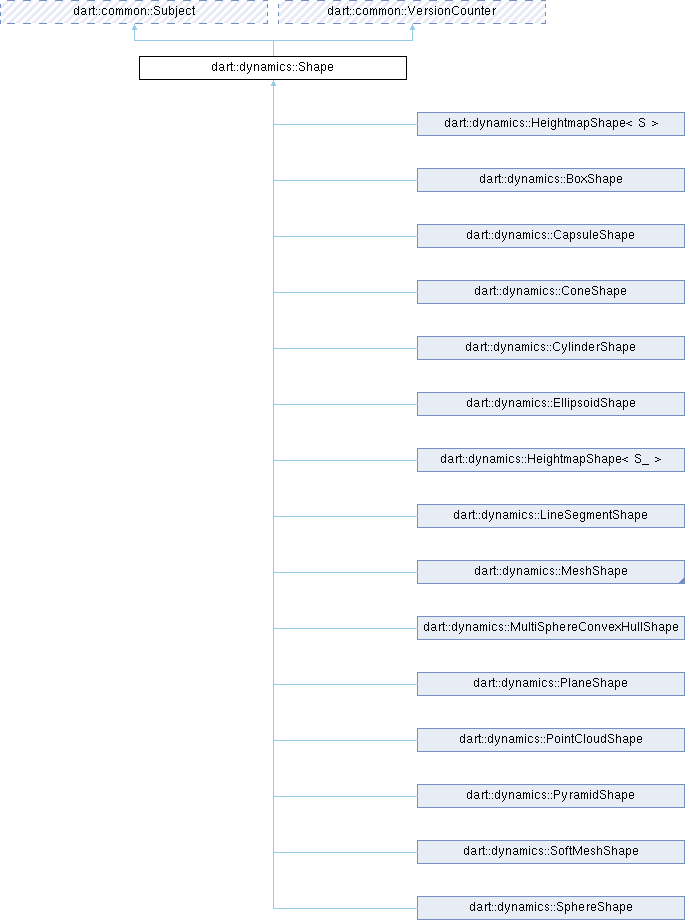 dart::common::Subject
dart::common::VersionCounter
dart::dynamics::Shape
dart::dynamics::HeightmapShape< S >
dart::dynamics::BoxShape
dart::dynamics::CapsuleShape
dart::dynamics::ConeShape
dart::dynamics::CylinderShape
dart::dynamics::EllipsoidShape
dart::dynamics::HeightmapShape< S_ >
dart::dynamics::LineSegmentShape
dart::dynamics::MeshShape
dart::dynamics::MultiSphereConvexHullShape
dart::dynamics::PlaneShape
dart::dynamics::PointCloudShape
dart::dynamics::PyramidShape
dart::dynamics::SoftMeshShape
dart::dynamics::SphereShape